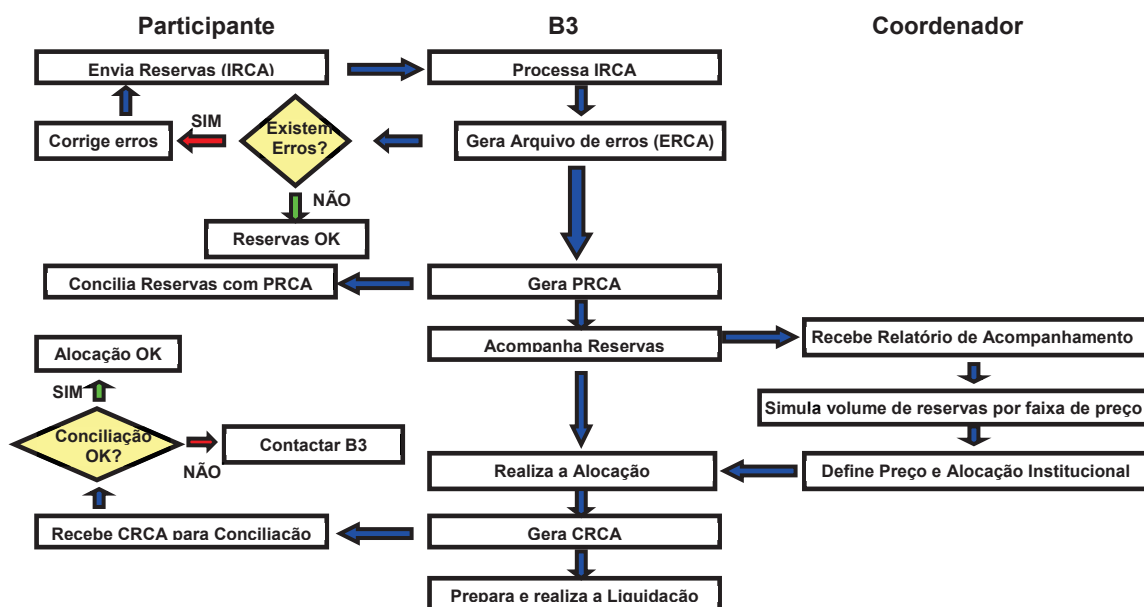 Participante
B3
Coordenador
Envia Reservas (IRCA)
Processa IRCA
SIM
Existem
Erros?
Corrige erros
Gera Arquivo de erros (ERCA)
NÃO
Reservas OK
Concilia Reservas com PRCA
Gera PRCA
Acompanha Reservas
Recebe Relatório de Acompanhamento
Alocação OK
SIM
Simula volume de reservas por faixa de preço
Conciliação
OK?
NÃO
Contactar B3
Realiza a Alocação
Define Preço e Alocação Institucional
Recebe CRCA para Conciliação
Gera CRCA
Prepara e realiza a Liquidação